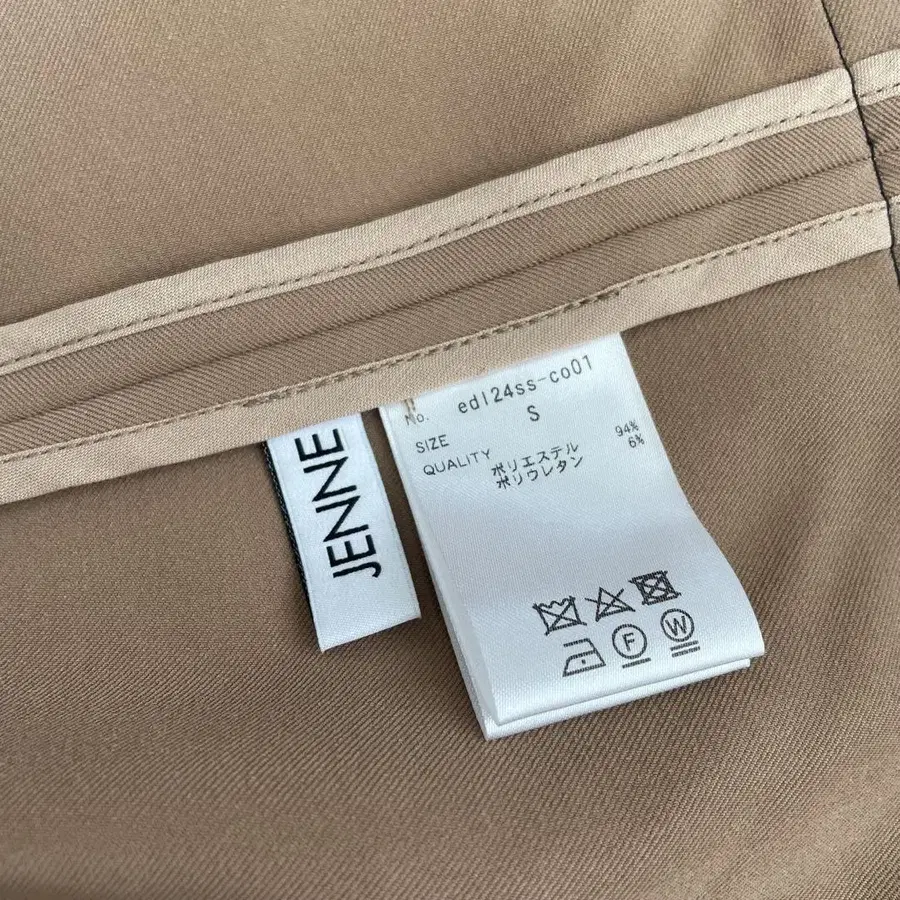 JENNE
No. edl24ss-co01
SIZE S
QUALITY ポリエステル 94%
ポリウレタン 6%
F W